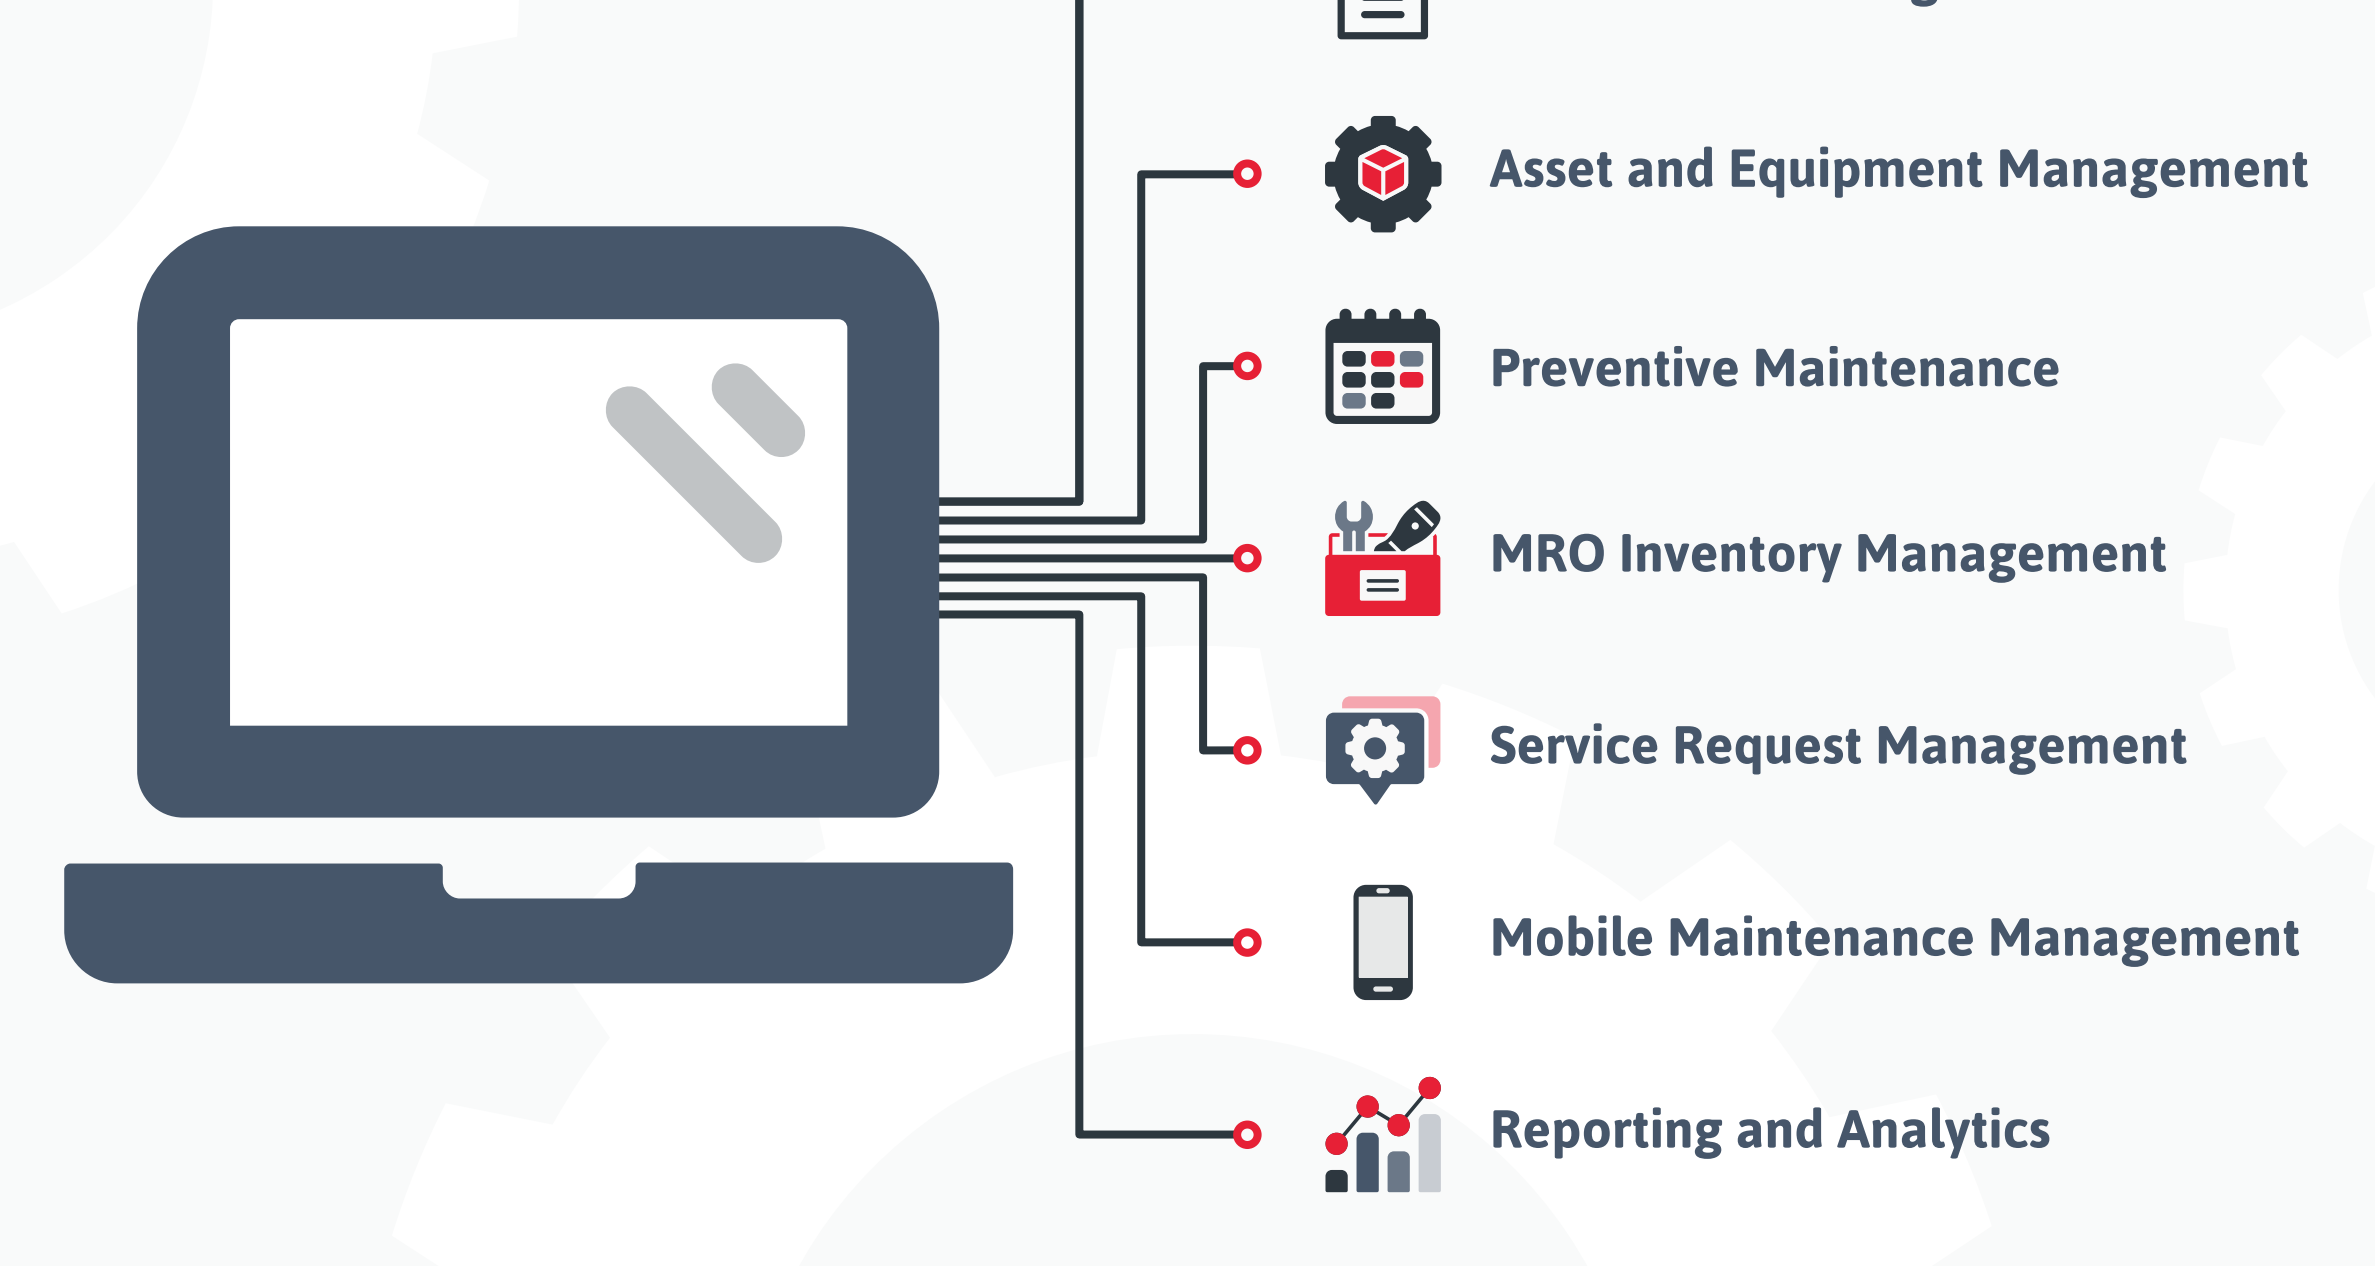 Asset and Equipment Management
Preventive Maintenance
MRO Inventory Management
Service Request Management
Mobile Maintenance Management
Reporting and Analytics